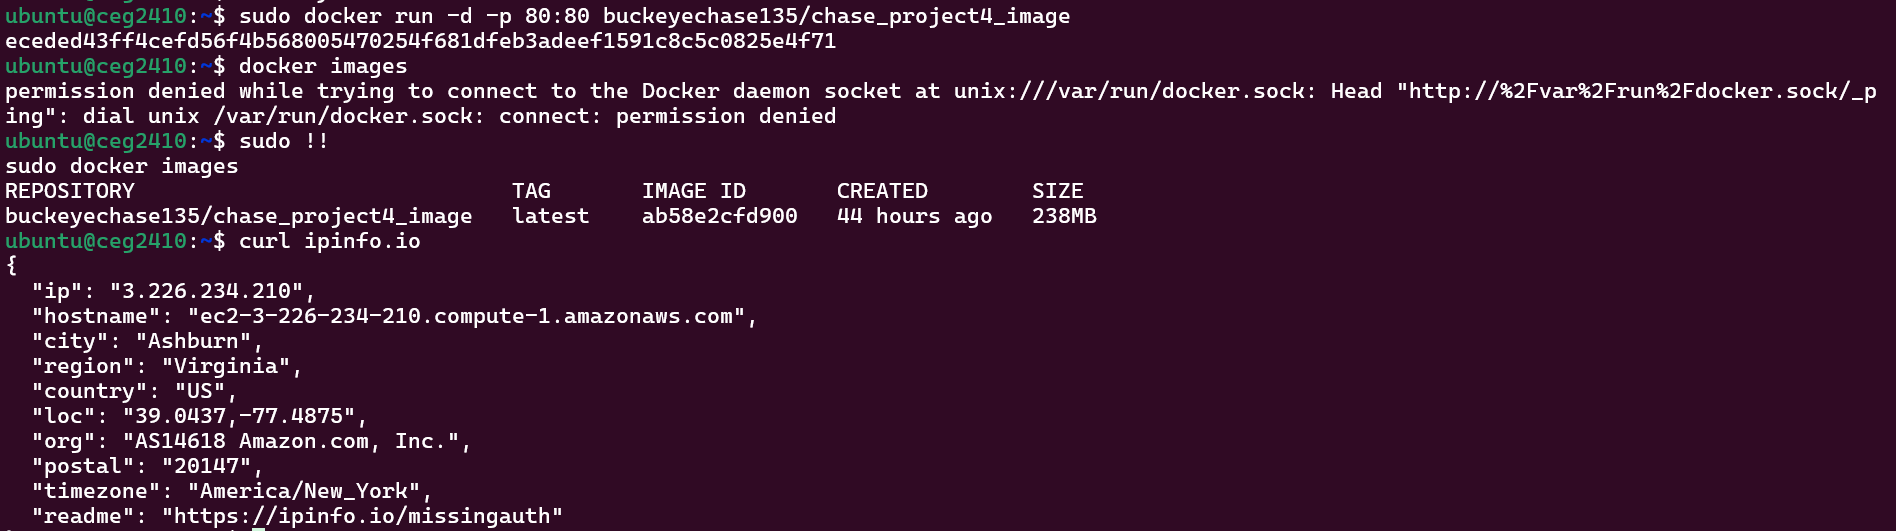 ubuntu@ceg2410:~$ sudo docker run -d -p 80:80 buckeyechase135/chase_project4_image
eceded43ff4cefd56f4b568005470254f681dfeb3adeef1591c8c5c0825e4f71
ubuntu@ceg2410:~$ docker images
permission denied while trying to connect to the Docker daemon socket at unix:///var/run/docker.sock: Head "http://%2Fvar%2Frun%2Fdocker.sock/_p
ing": dial unix /var/run/docker.sock: connect: permission denied
ubuntu@ceg2410:~$ sudo !!
sudo docker images
REPOSITORY                             TAG       IMAGE ID       CREATED        SIZE
buckeyechase135/chase_project4_image   latest    ab58e2cfd900   44 hours ago   238MB
ubuntu@ceg2410:~$ curl ipinfo.io
{
  "ip": "3.226.234.210",
  "hostname": "ec2-3-226-234-210.compute-1.amazonaws.com",
  "city": "Ashburn",
  "region": "Virginia",
  "country": "US",
  "loc": "39.0437,-77.4875",
  "org": "AS14618 Amazon.com, Inc.",
  "postal": "20147",
  "timezone": "America/New_York",
  "readme": "https://ipinfo.io/missingauth"